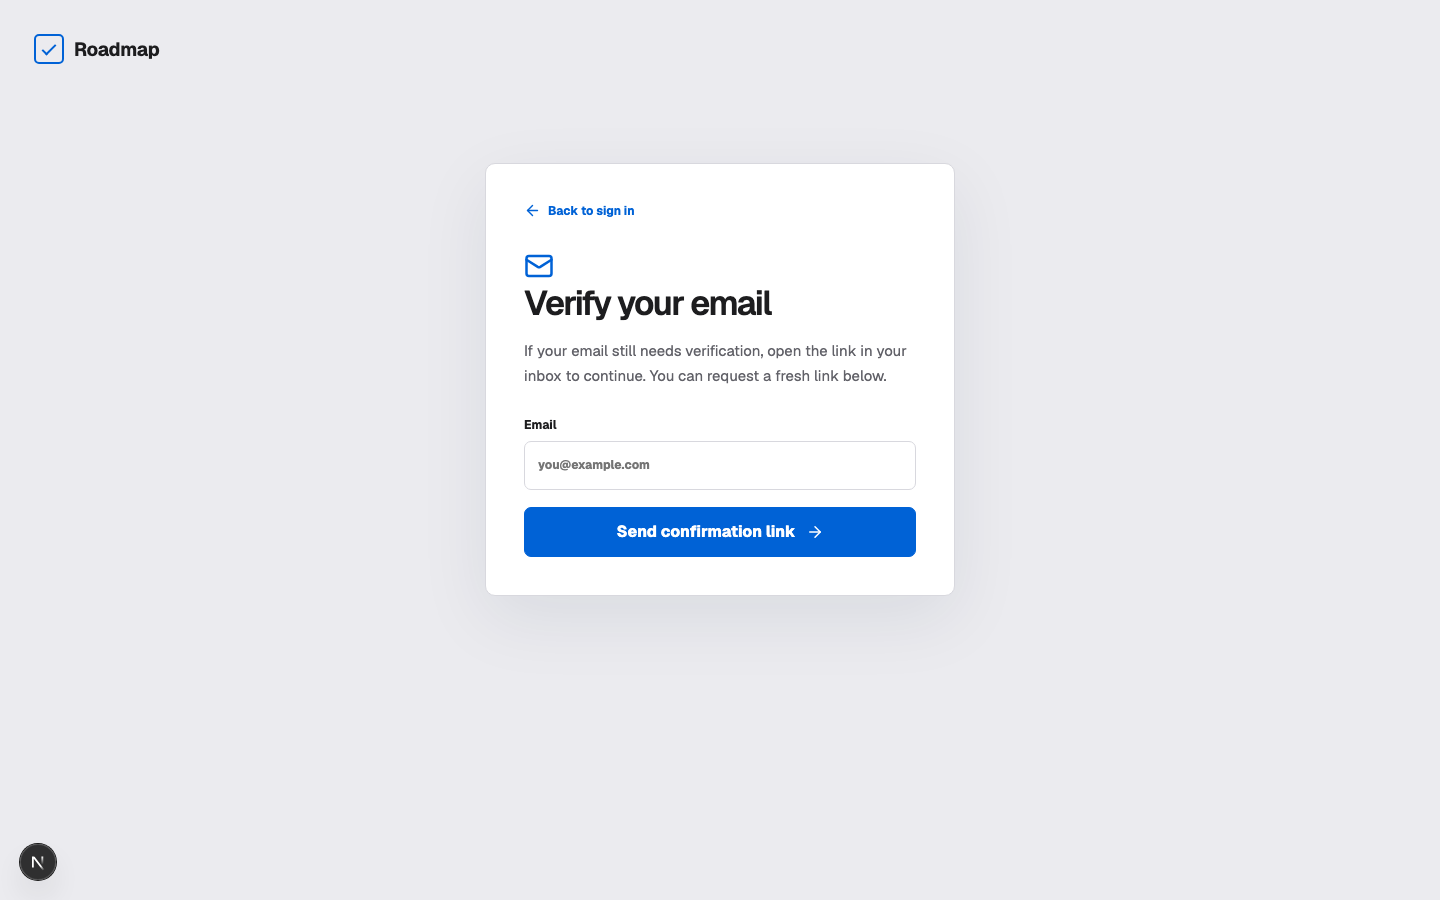 Roadmap
Back to sign in
Verify your email
If your email still needs verification, open the link in your
inbox to continue. You can request a fresh link below.
Email
you@example.com
Send confirmation link
N